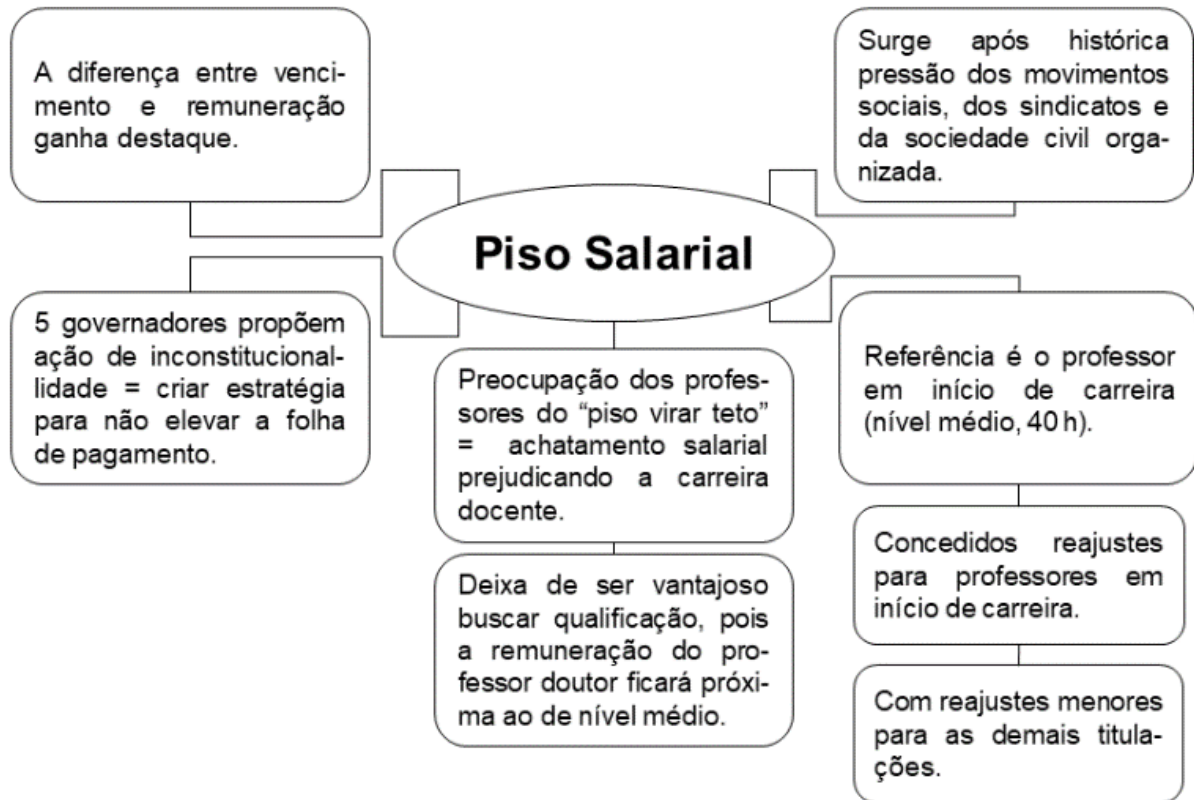 A diferença entre venci-
mento e remuneração
ganha destaque.
Surge após histórica
pressão dos movimentos
sociais, dos sindicatos e
da sociedade civil orga-
nizada.
Piso Salarial
5 governadores propõem
ação de inconstitucional-
lidade = criar estratégia
para não elevar a folha
de pagamento.
Preocupação dos profes-
sores do “piso virar teto”
= achatamento salarial
prejudicando a carreira
docente.
Deixa de ser vantajoso
buscar qualificação, pois
a remuneração do pro-
fessor doutor ficará próxi-
ma ao de nível médio.
Referência é o professor
em início de carreira
(nível médio, 40 h).
Concedidos reajustes
para professores em
início de carreira.
Com reajustes menores
para as demais titula-
ções.